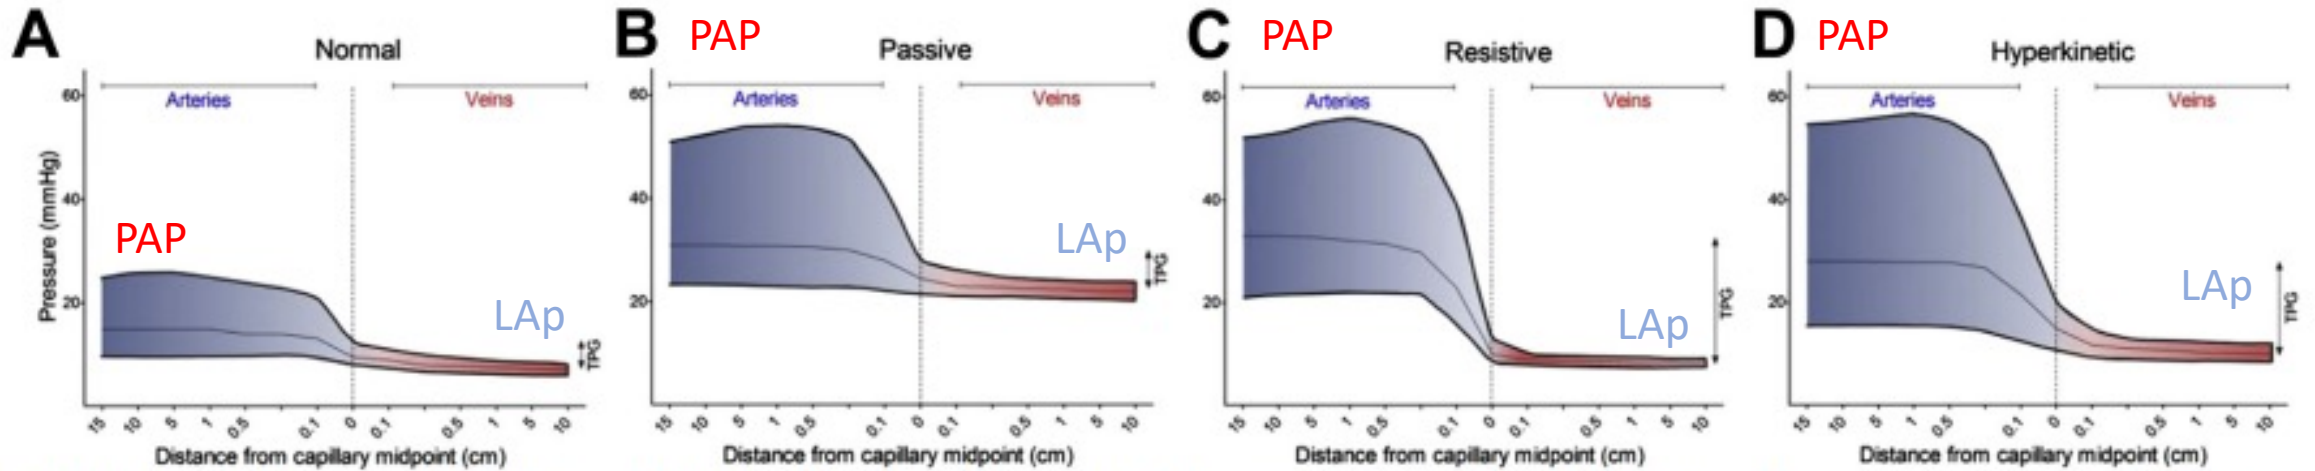 A PAP
Normal
Arteries
Veins
60
40
20
Pressure (mmHg)
LAp
TPG
15 10 5 1 0.5 0.1 0 0.1 0.5 1 5 10
Distance from capillary midpoint (cm)
B PAP
Passive
Arteries
Veins
60
40
20
LAp
TPG
15 10 5 1 0.5 0.1 0 0.1 0.5 1 5 10
Distance from capillary midpoint (cm)
C PAP
Resistive
Arteries
Veins
60
40
20
LAp
TPG
15 10 5 1 0.5 0.1 0 0.1 0.5 1 5 10
Distance from capillary midpoint (cm)
D PAP
Hyperkinetic
Arteries
Veins
60
40
20
LAp
TPG
15 10 5 1 0.5 0.1 0 0.1 0.5 1 5 10
Distance from capillary midpoint (cm)